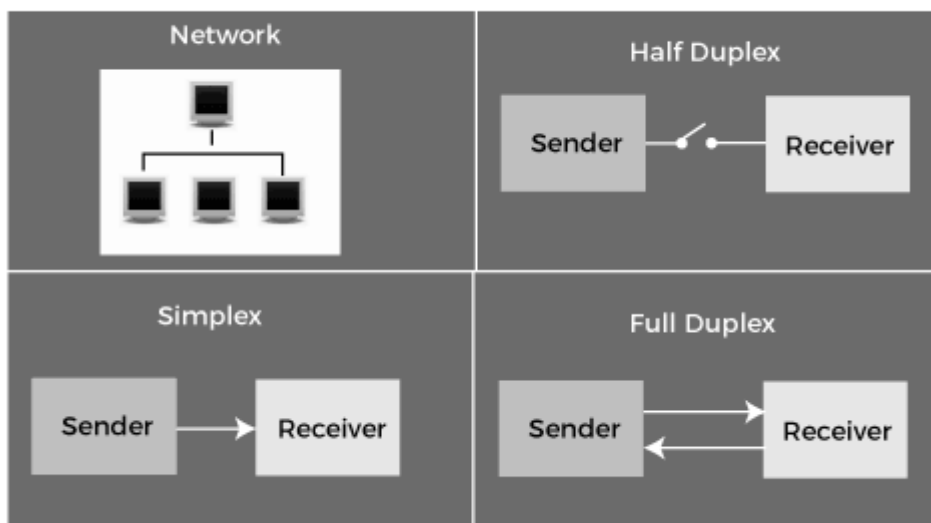 Network
Half Duplex
Sender
Receiver
Simplex
Sender
Receiver
Full Duplex
Sender
Receiver